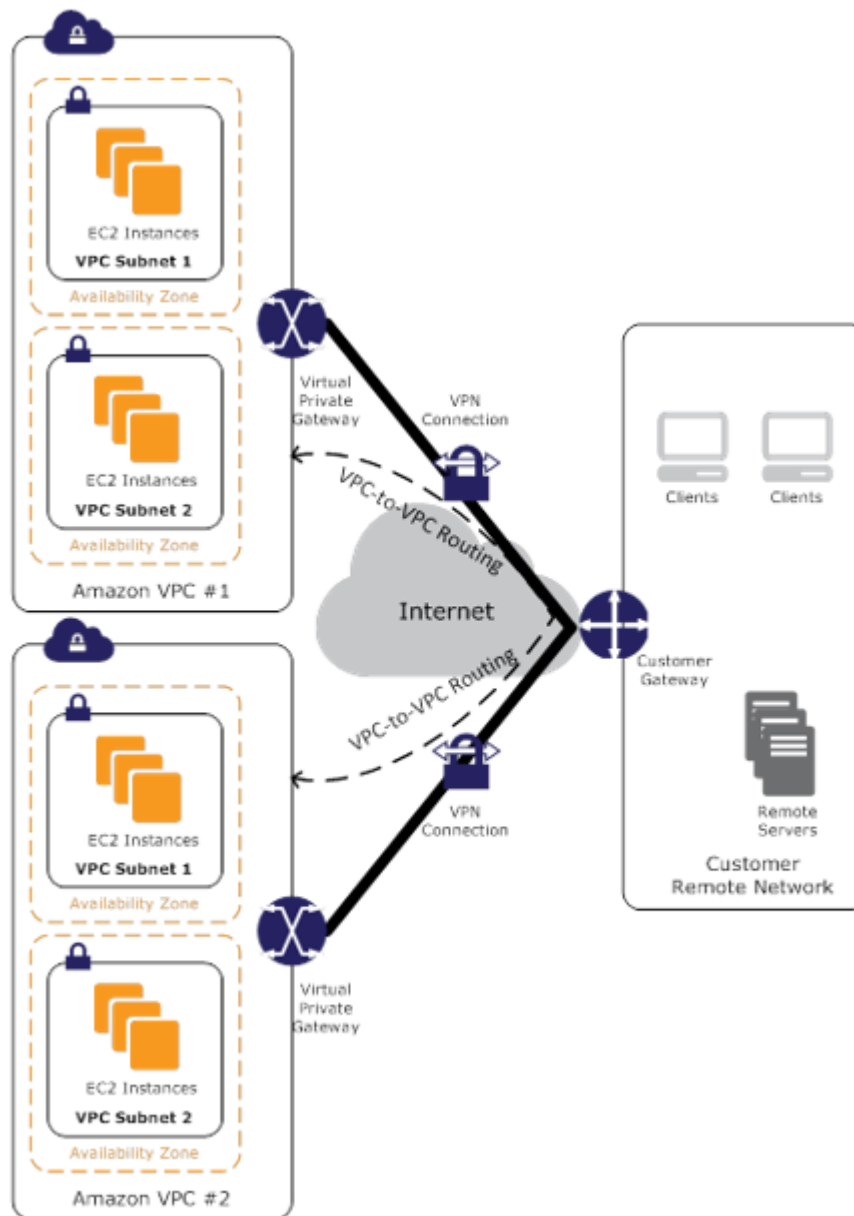 EC2 Instances
VPC Subnet 1
Availability Zone
EC2 Instances
VPC Subnet 2
Availability Zone
Amazon VPC #1
Virtual
Private
Gateway
VPN
Connection
VPC-to-VPC Routing
Internet
VPC-to-VPC Routing
VPN
Connection
Clients
Clients
Customer
Gateway
Remote
Servers
Customer
Remote Network
EC2 Instances
VPC Subnet 1
Availability Zone
Virtual
Private
Gateway
EC2 Instances
VPC Subnet 2
Availability Zone
Amazon VPC #2